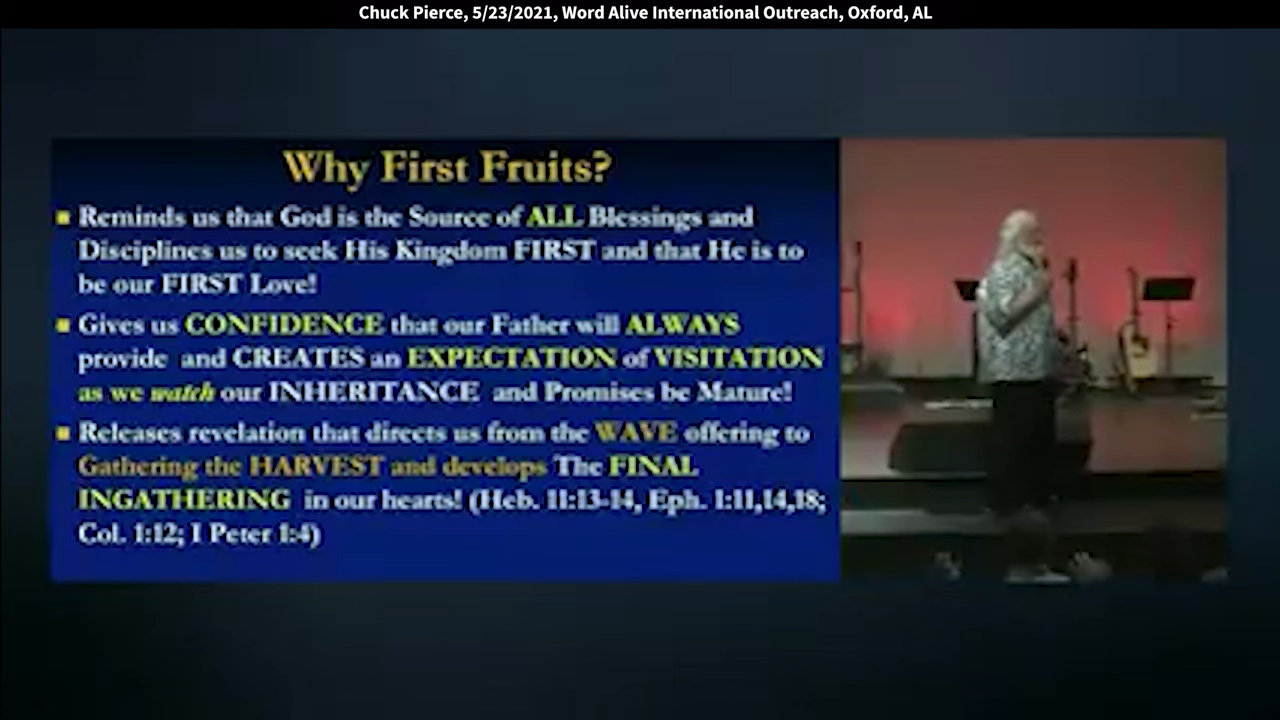 Chuck Pierce, 5/23/2021, Word Alive International Outreach, Oxford, AL
Why First Fruits?
Reminds us that God is the Source of ALL Blessings and
Disciplines us to seek His Kingdom FIRST and that He is to
be our FIRST Love!
Gives us CONFIDENCE that our Father will ALWAYS
provide and CREATES an EXPECTATION of VISITATION
as we watch our INHERITANCE and Promises be Mature!
Releases revelation that directs us from the WAVE offering to
Gathering the HARVEST and develops The FINAL
INGATHERING in our hearts! (Heb. 11:13-14, Eph. 1:11,14,18;
Col. 1:12; I Peter 1:4)